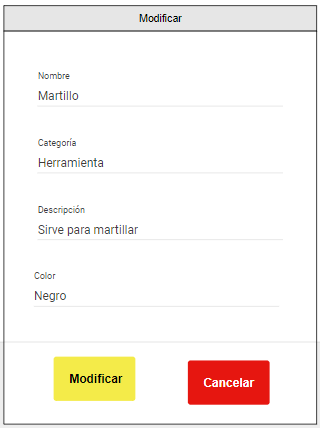 Modificar
Nombre
Martillo
Categoría
Herramienta
Descripción
Sirve para martillar
Color
Negro
Modificar
Cancelar